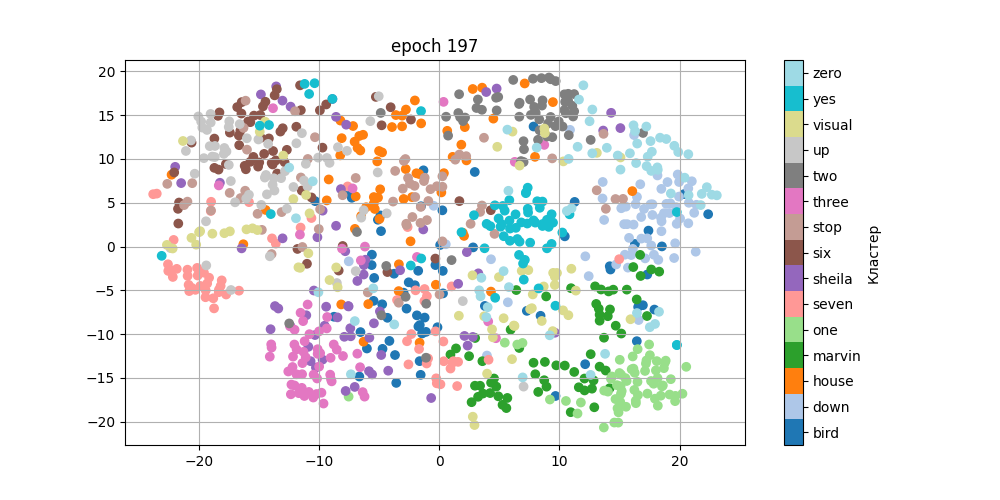 epoch 197
20
15
10
5
0
−5
−10
−15
−20
−20 −10 0 10 20
zero
yes
visual
up
two
three
stop
six
sheila
seven
one
marvin
house
down
bird
Кластер